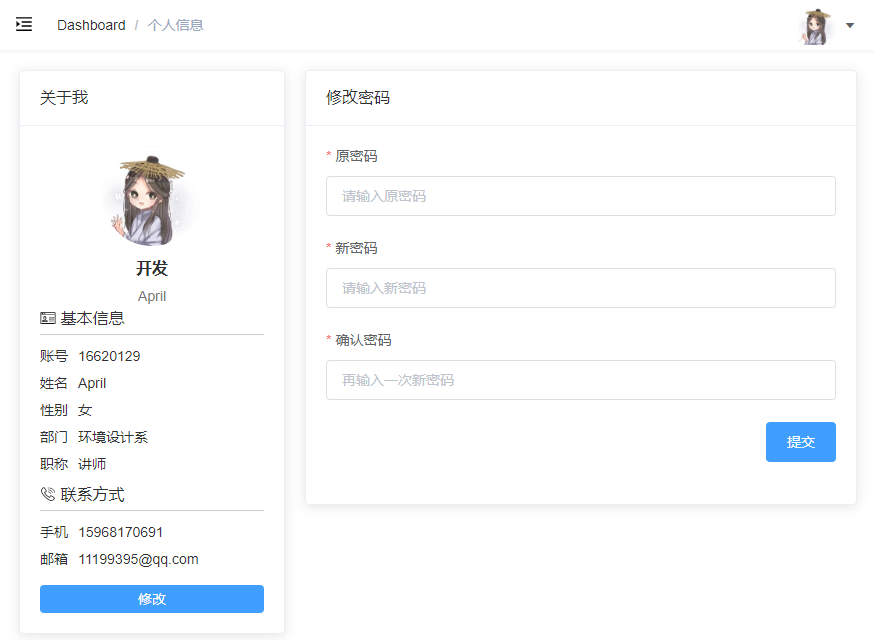 Dashboard / 个人信息
关于我
开发
April
基本信息
账号 16620129
姓名 April
性别 女
部门 环境设计系
职称 讲师
联系方式
手机 15968170691
邮箱 11199395@qq.com
修改
修改密码
* 原密码
请输入原密码
* 新密码
请输入新密码
* 确认密码
再输入一次新密码
提交